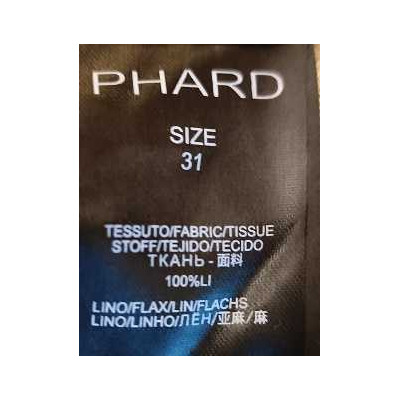 PHARD
SIZE
31
TESSUTO/FABRIC/TISSUE
STOFF/TEJIDO/TECIDO
ТКАНЬ - 面料
100%LI
LINO/FLAX/LIN/FLACHS
LINO/LINHO/ЛЁН/亚麻/麻